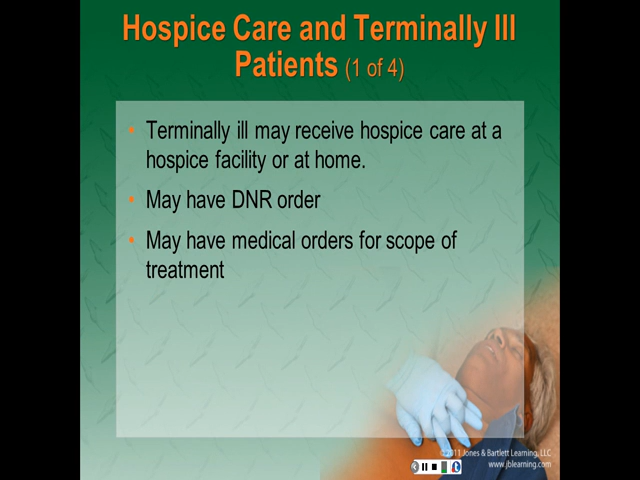 Hospice Care and Terminally Ill
Patients (1 of 4)
• Terminally ill may receive hospice care at a
hospice facility or at home.
• May have DNR order
• May have medical orders for scope of
treatment
©2011 Jones & Bartlett Learning, LLC
www.jblearning.com